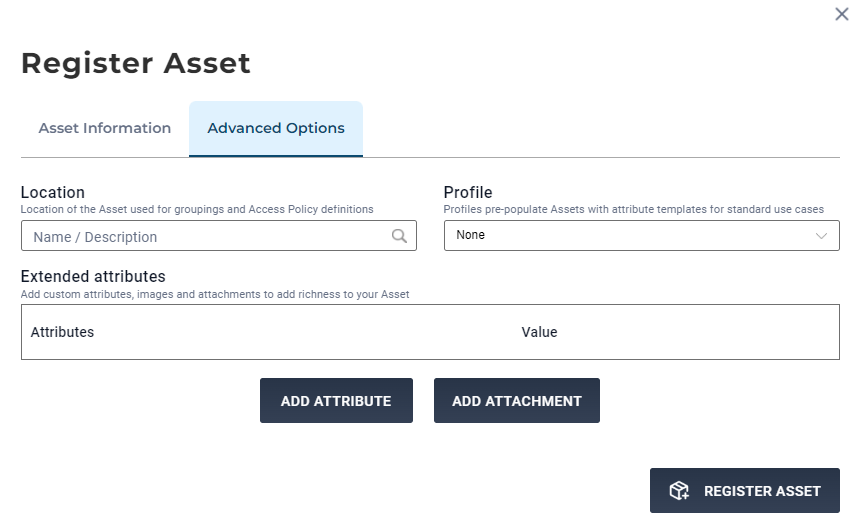 Register Asset
Asset Information
Advanced Options
Location
Location of the Asset used for groupings and Access Policy definitions
Name / Description
Profile
Profiles pre-populate Assets with attribute templates for standard use cases
None
Extended attributes
Add custom attributes, images and attachments to add richness to your Asset
Attributes
Value
ADD ATTRIBUTE
ADD ATTACHMENT
REGISTER ASSET